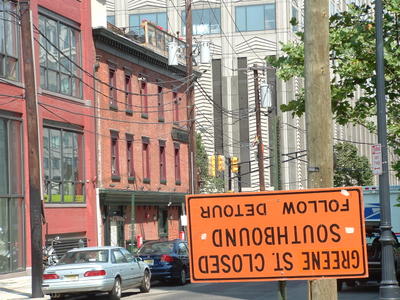 GREENE ST. CLOSED
SOUTHBOUND
FOLLOW DETOUR